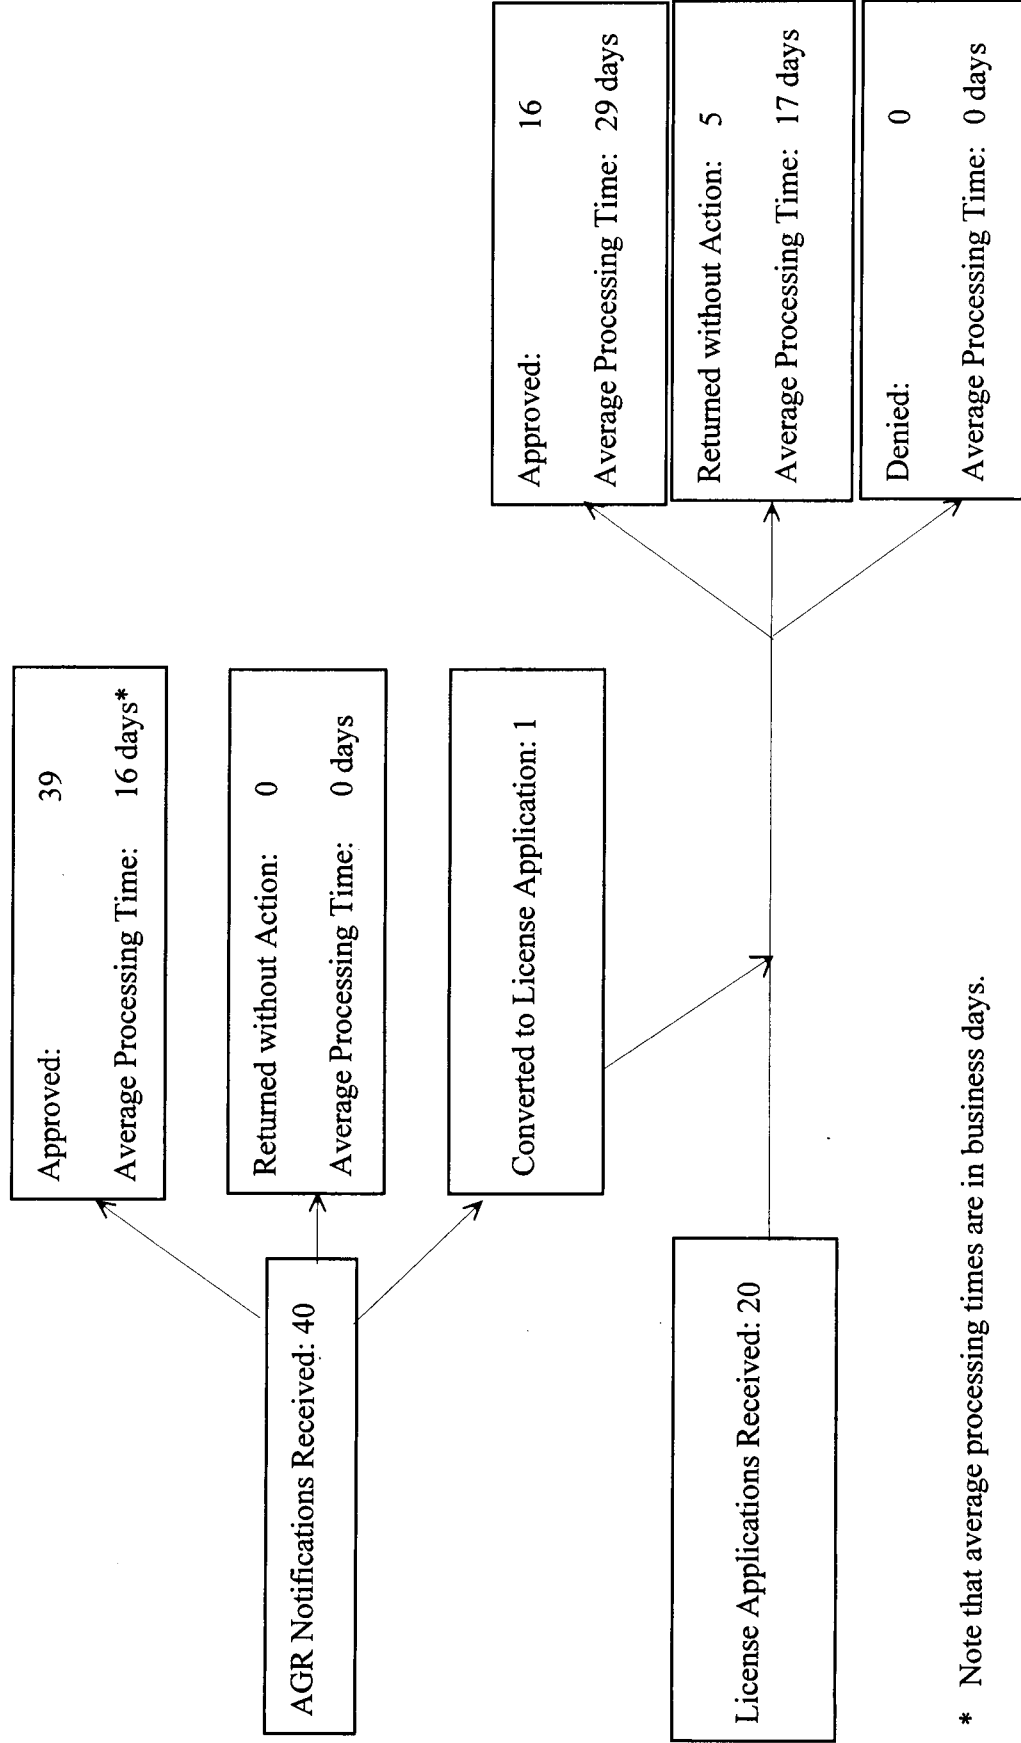 AGR Notifications Received: 40
Approved: 39
Average Processing Time: 16 days*
Returned without Action: 0
Average Processing Time: 0 days
Converted to License Application: 1
License Applications Received: 20
Approved: 16
Average Processing Time: 29 days
Returned without Action: 5
Average Processing Time: 17 days
Denied: 0
Average Processing Time: 0 days
* Note that average processing times are in business days.